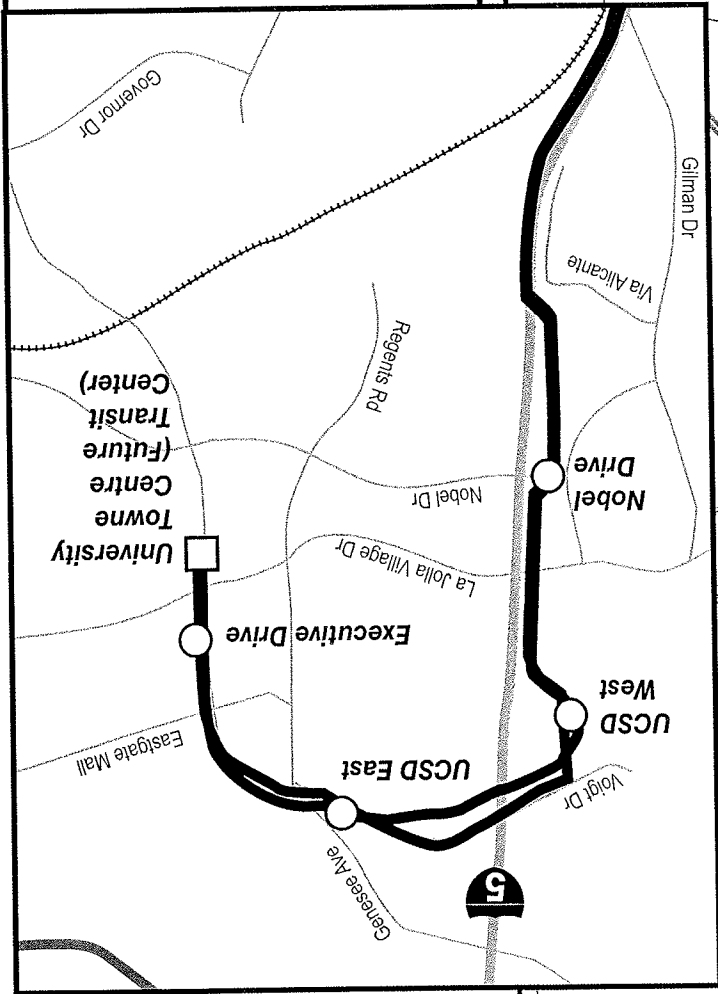 5
Genesee Ave
Voigt Dr
UCSD East
Eastgate Mall
UCSD
West
Executive Drive
La Jolla Village Dr
University
Towne
Centre
(Future
Transit
Center)
Nobel
Drive
Nobel Dr
Regents Rd
Via Alicante
Gilman Dr
Governor Dr